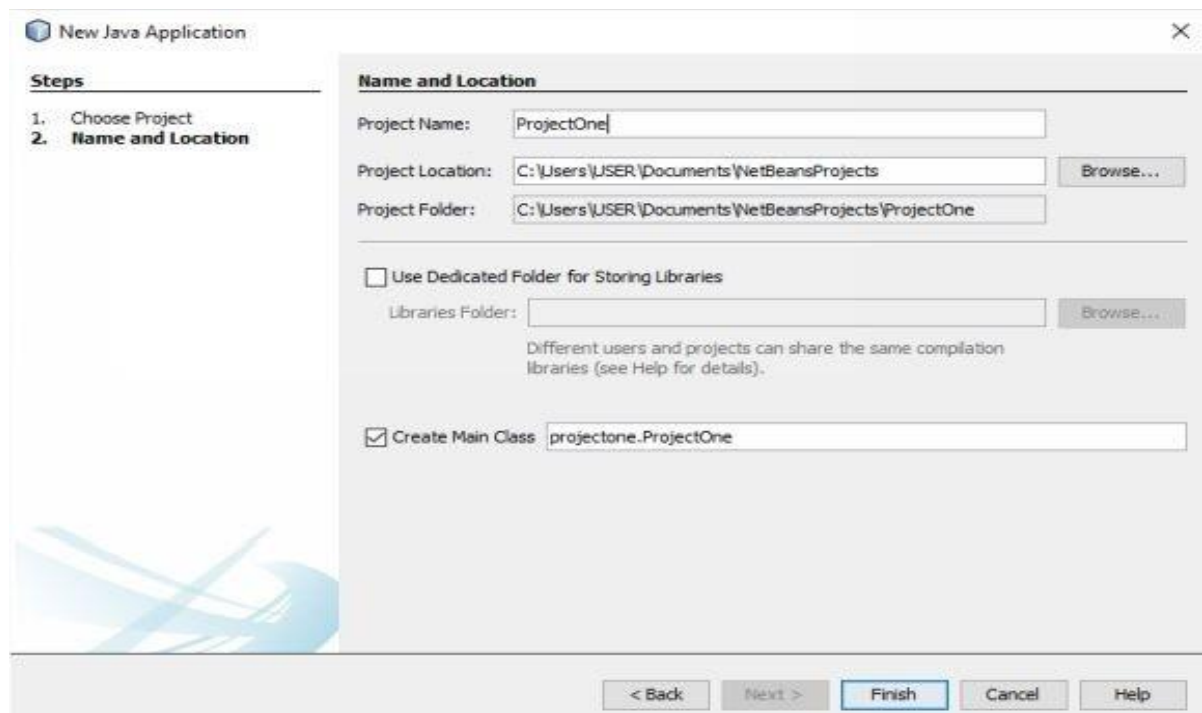 New Java Application
Steps
1. Choose Project
2. Name and Location
Name and Location
Project Name: ProjectOne
Project Location: C:\Users\USER\Documents\NetBeansProjects Browse...
Project Folder: C:\Users\USER\Documents\NetBeansProjects\ProjectOne
Use Dedicated Folder for Storing Libraries
Libraries Folder: Browse...
Different users and projects can share the same compilation
libraries (see Help for details).
Create Main Class projectone.ProjectOne
< Back Next > Finish Cancel Help